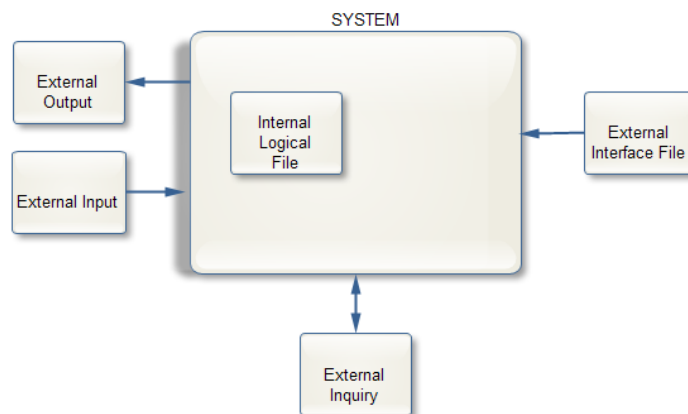 SYSTEM
External
Output
Internal
Logical
File
External
Interface File
External Input
External
Inquiry